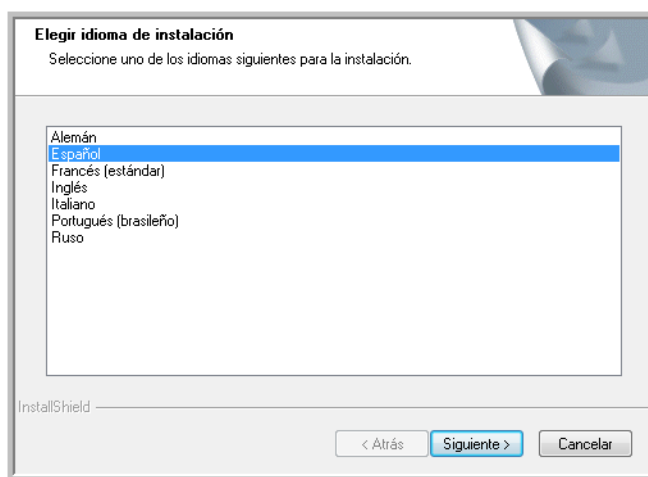 Elegir idioma de instalación
Seleccione uno de los idiomas siguientes para la instalación.
Alemán
Español
Francés (estándar)
Inglés
Italiano
Portugués (brasileño)
Ruso
InstallShield
< Atrás
Siguiente >
Cancelar